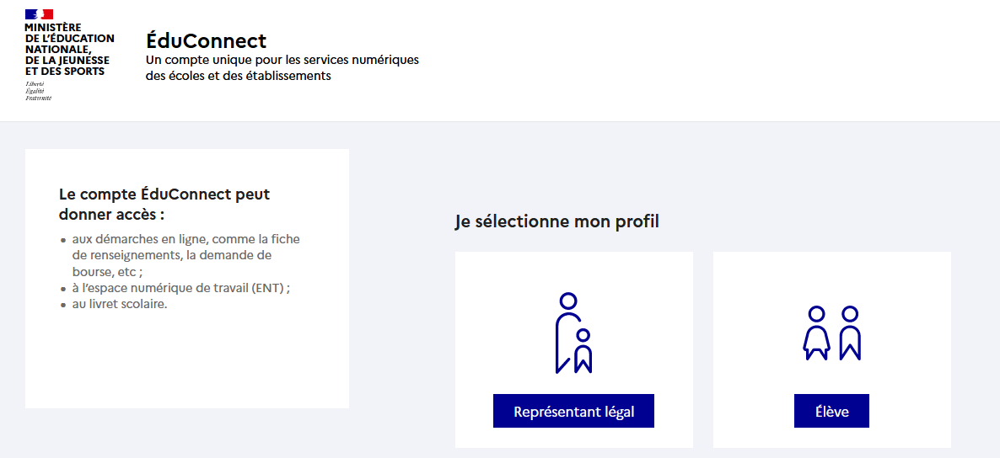 MINISTÈRE
DE L'ÉDUCATION
NATIONALE,
DE LA JEUNESSE
ET DES SPORTS
Liberté
Égalité
Fraternité
ÉduConnect
Un compte unique pour les services numériques
des écoles et des établissements
Le compte ÉduConnect peut
donner accès :
• aux démarches en ligne, comme la fiche
de renseignements, la demande de
bourse, etc ;
• à l'espace numérique de travail (ENT) ;
• au livret scolaire.
Je sélectionne mon profil
Représentant légal
Élève